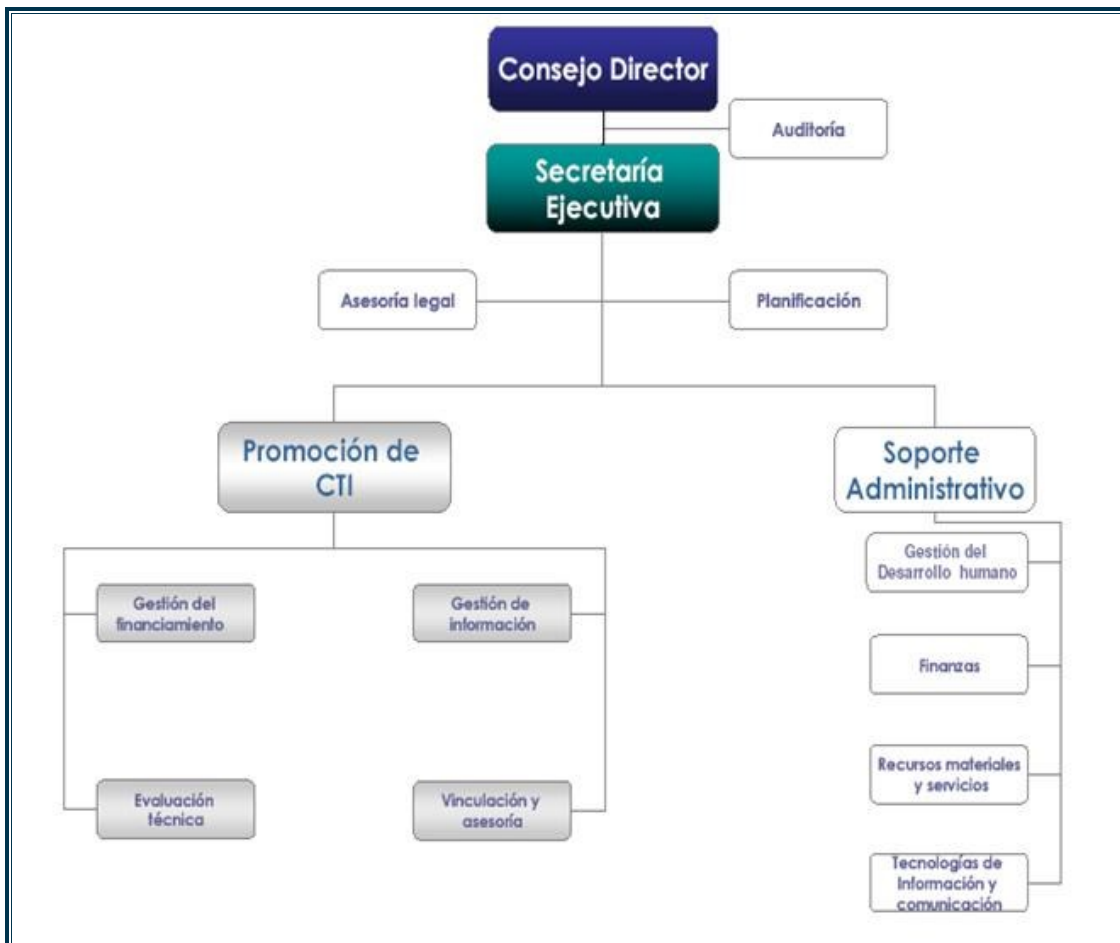 Consejo Director
Auditoría
Secretaría
Ejecutiva
Asesoría legal
Planificación
Promoción de
CTI
Soporte
Administrativo
Gestión del
Desarrollo humano
Gestión del
financiamiento
Gestión de
información
Finanzas
Recursos materiales
y servicios
Evaluación
técnica
Vinculación y
asesoría
Tecnologías de
Información y
comunicación